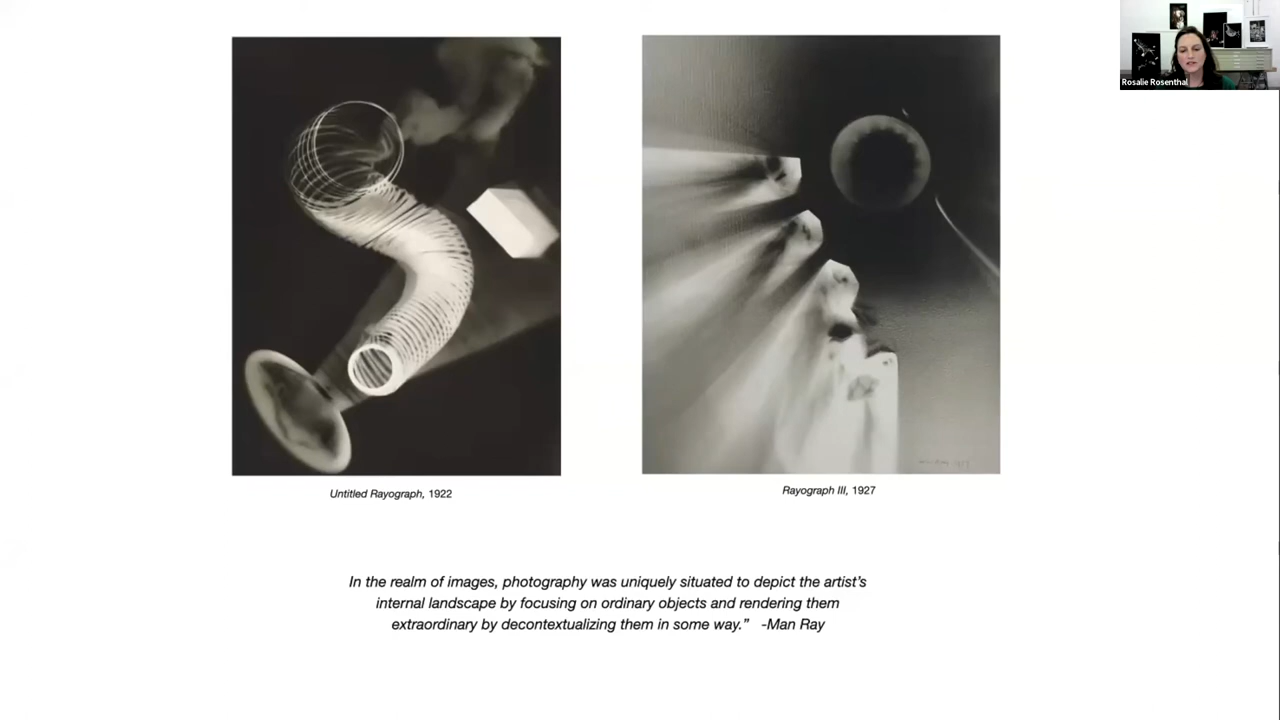 Rosalie Rosenthal
Untitled Rayograph, 1922
Rayograph III, 1927
In the realm of images, photography was uniquely situated to depict the artist’s
internal landscape by focusing on ordinary objects and rendering them
extraordinary by decontextualizing them in some way.” -Man Ray